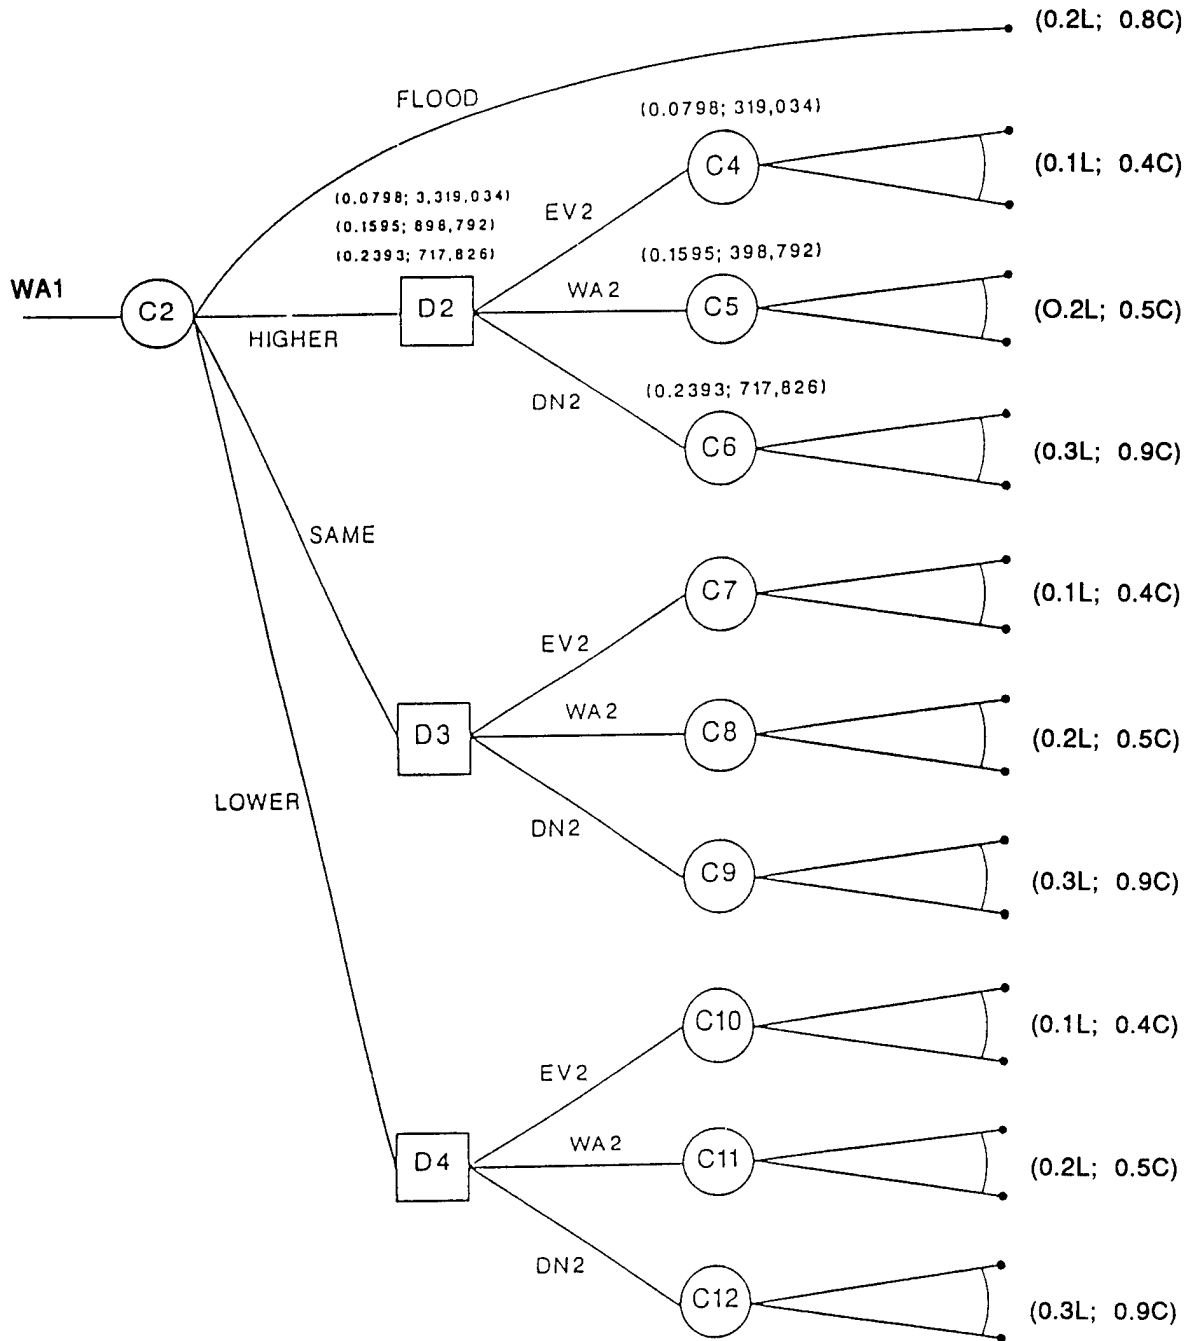 (0.2L; 0.8C)
FLOOD
(0.0798; 319,034)
C4
(0.1L; 0.4C)
(0.0798; 3,319,034)
(0.1595; 898,792)
(0.2393; 717,826)
EV2
WA1
C2
HIGHER
D2
WA2
(0.1595; 398,792)
C5
(O.2L; 0.5C)
DN2
(0.2393; 717,826)
C6
(0.3L; 0.9C)
SAME
EV2
C7
(0.1L; 0.4C)
D3
WA2
C8
(0.2L; 0.5C)
LOWER
DN2
C9
(0.3L; 0.9C)
EV2
C10
(0.1L; 0.4C)
D4
WA2
C11
(0.2L; 0.5C)
DN2
C12
(0.3L; 0.9C)